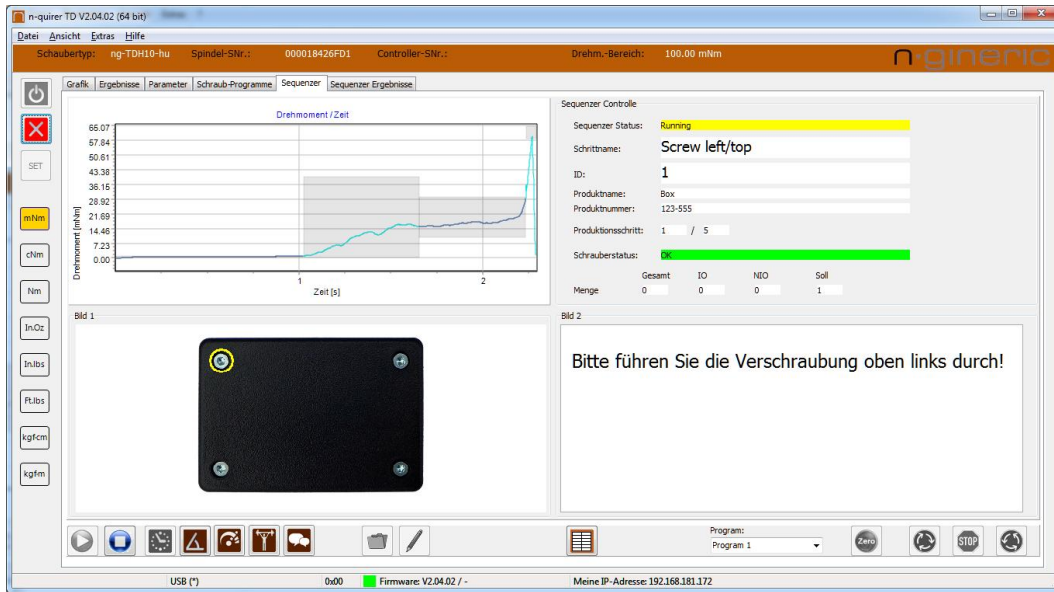 n-quirer TD V2.04.02 (64 bit)
Datei Ansicht Extras Hilfe
Schaubertyp: ng-TDH10-hu Spindel-SNr.: 000018426FD1 Controller-SNr.: Drehm.-Bereich: 100.00 mNm n-gineric
Grafik Ergebnisse Parameter Schraub-Programme Sequenzer Sequenzer Ergebnisse
SET
mNm
cNm
Nm
In.Oz
In.lbs
Ft.lbs
kgfcm
kgfm
Drehmoment / Zeit
Drehmoment [mNm]
66.07
57.84
50.61
43.38
36.15
28.92
21.69
14.46
7.23
0.00
1 2
Zeit [s]
Sequenzer Controlle
Sequenzer Status: Running
Schrittname: Screw left/top
ID: 1
Produktname: Box
Produktnummer: 123-555
Produktionsschritt: 1 / 5
Schrauberstatus: OK
Gesamt IO NIO Soll
Menge 0 0 0 1
Bild 1
Bild 2
Bitte führen Sie die Verschraubung oben links durch!
Program:
Program 1
Zero
STOP
USB (*) 0x00 Firmware: V2.04.02 / - Meine IP-Adresse: 192.168.181.172